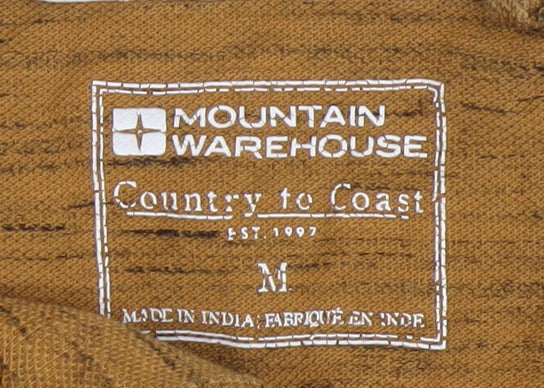 MOUNTAIN
WAREHOUSE
Country to Coast
EST. 1997
M
MADE IN INDIA; FABRIQUÉ EN INDE